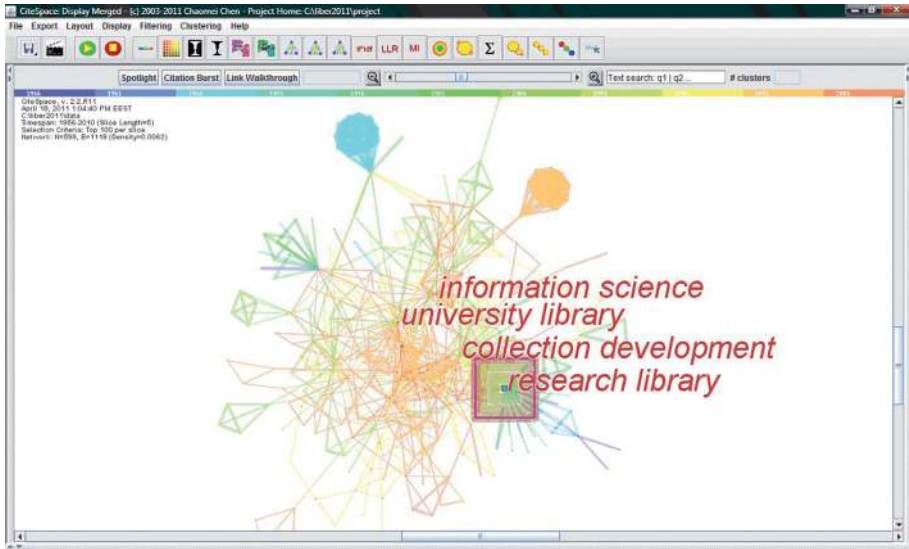 CiteSpace: Display Merged - (c) 2003-2011 Chaomei Chen - Project Home: C:\liber2011\project
File Export Layout Display Filtering Clustering Help
tf*idf LLR MI Σ
Spotlight Citation Burst Link Walkthrough Text search: q1 | q2 ... # clusters
CiteSpace, v. 2.2.R11
April 18, 2011 1:04:40 PM EEST
C:\liber2011\data
Timespan: 1956-2010 (Slice Length=5)
Selection Criteria: Top 100 per slice
Network: N=599, E=1118 (Density=0.0062)
information science
university library
collection development
research library